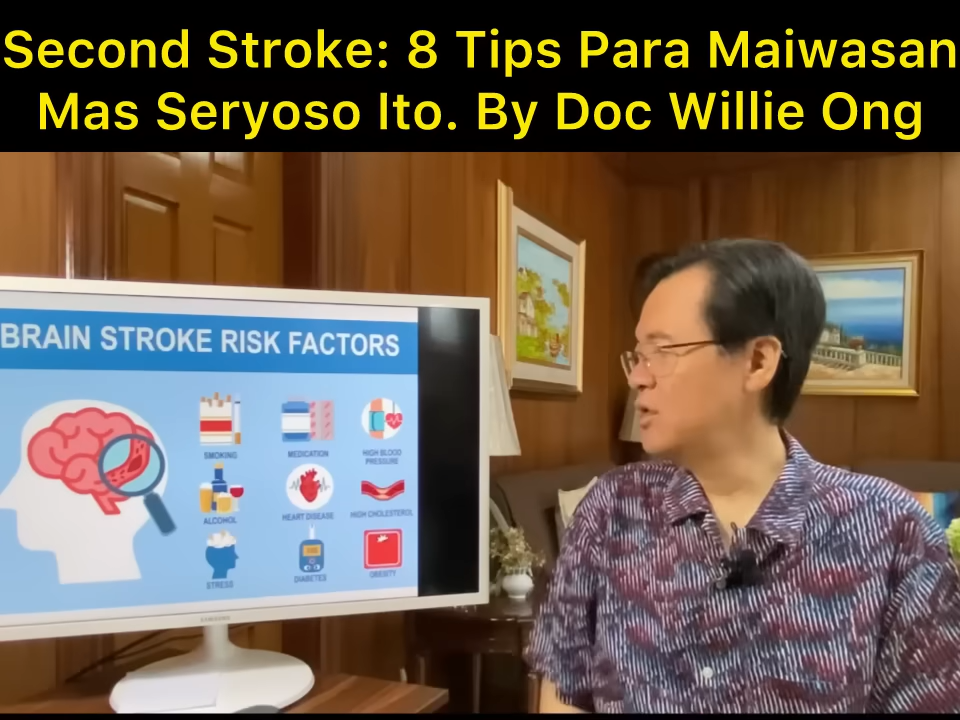 Second Stroke: 8 Tips Para Maiwasan
Mas Seryoso Ito. By Doc Willie Ong
BRAIN STROKE RISK FACTORS
SMOKING
MEDICATION
HIGH BLOOD
PRESSURE
ALCOHOL
HEART DISEASE
HIGH CHOLESTEROL
STRESS
DIABETES
OBESITY
SAMSUNG